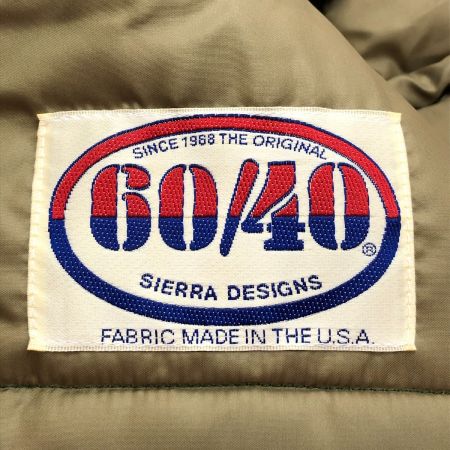 SINCE 1968 THE ORIGINAL
60/40®
SIERRA DESIGNS
FABRIC MADE IN THE U.S.A.